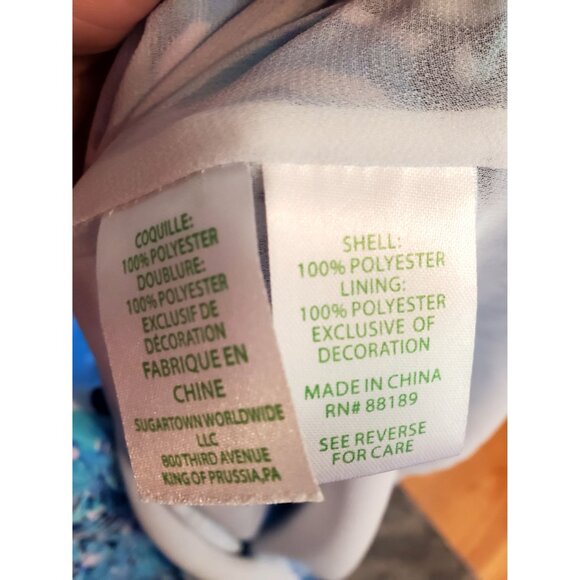 COQUILLE:
100% POLYESTER
DOUBLURE:
100% POLYESTER
EXCLUSIF DE
DÉCORATION
FABRIQUE EN
CHINE
SUGARTOWN WORLDWIDE
LLC
800 THIRD AVENUE
KING OF PRUSSIA, PA
SHELL:
100% POLYESTER
LINING:
100% POLYESTER
EXCLUSIVE OF
DECORATION
MADE IN CHINA
RN# 88189
SEE REVERSE
FOR CARE